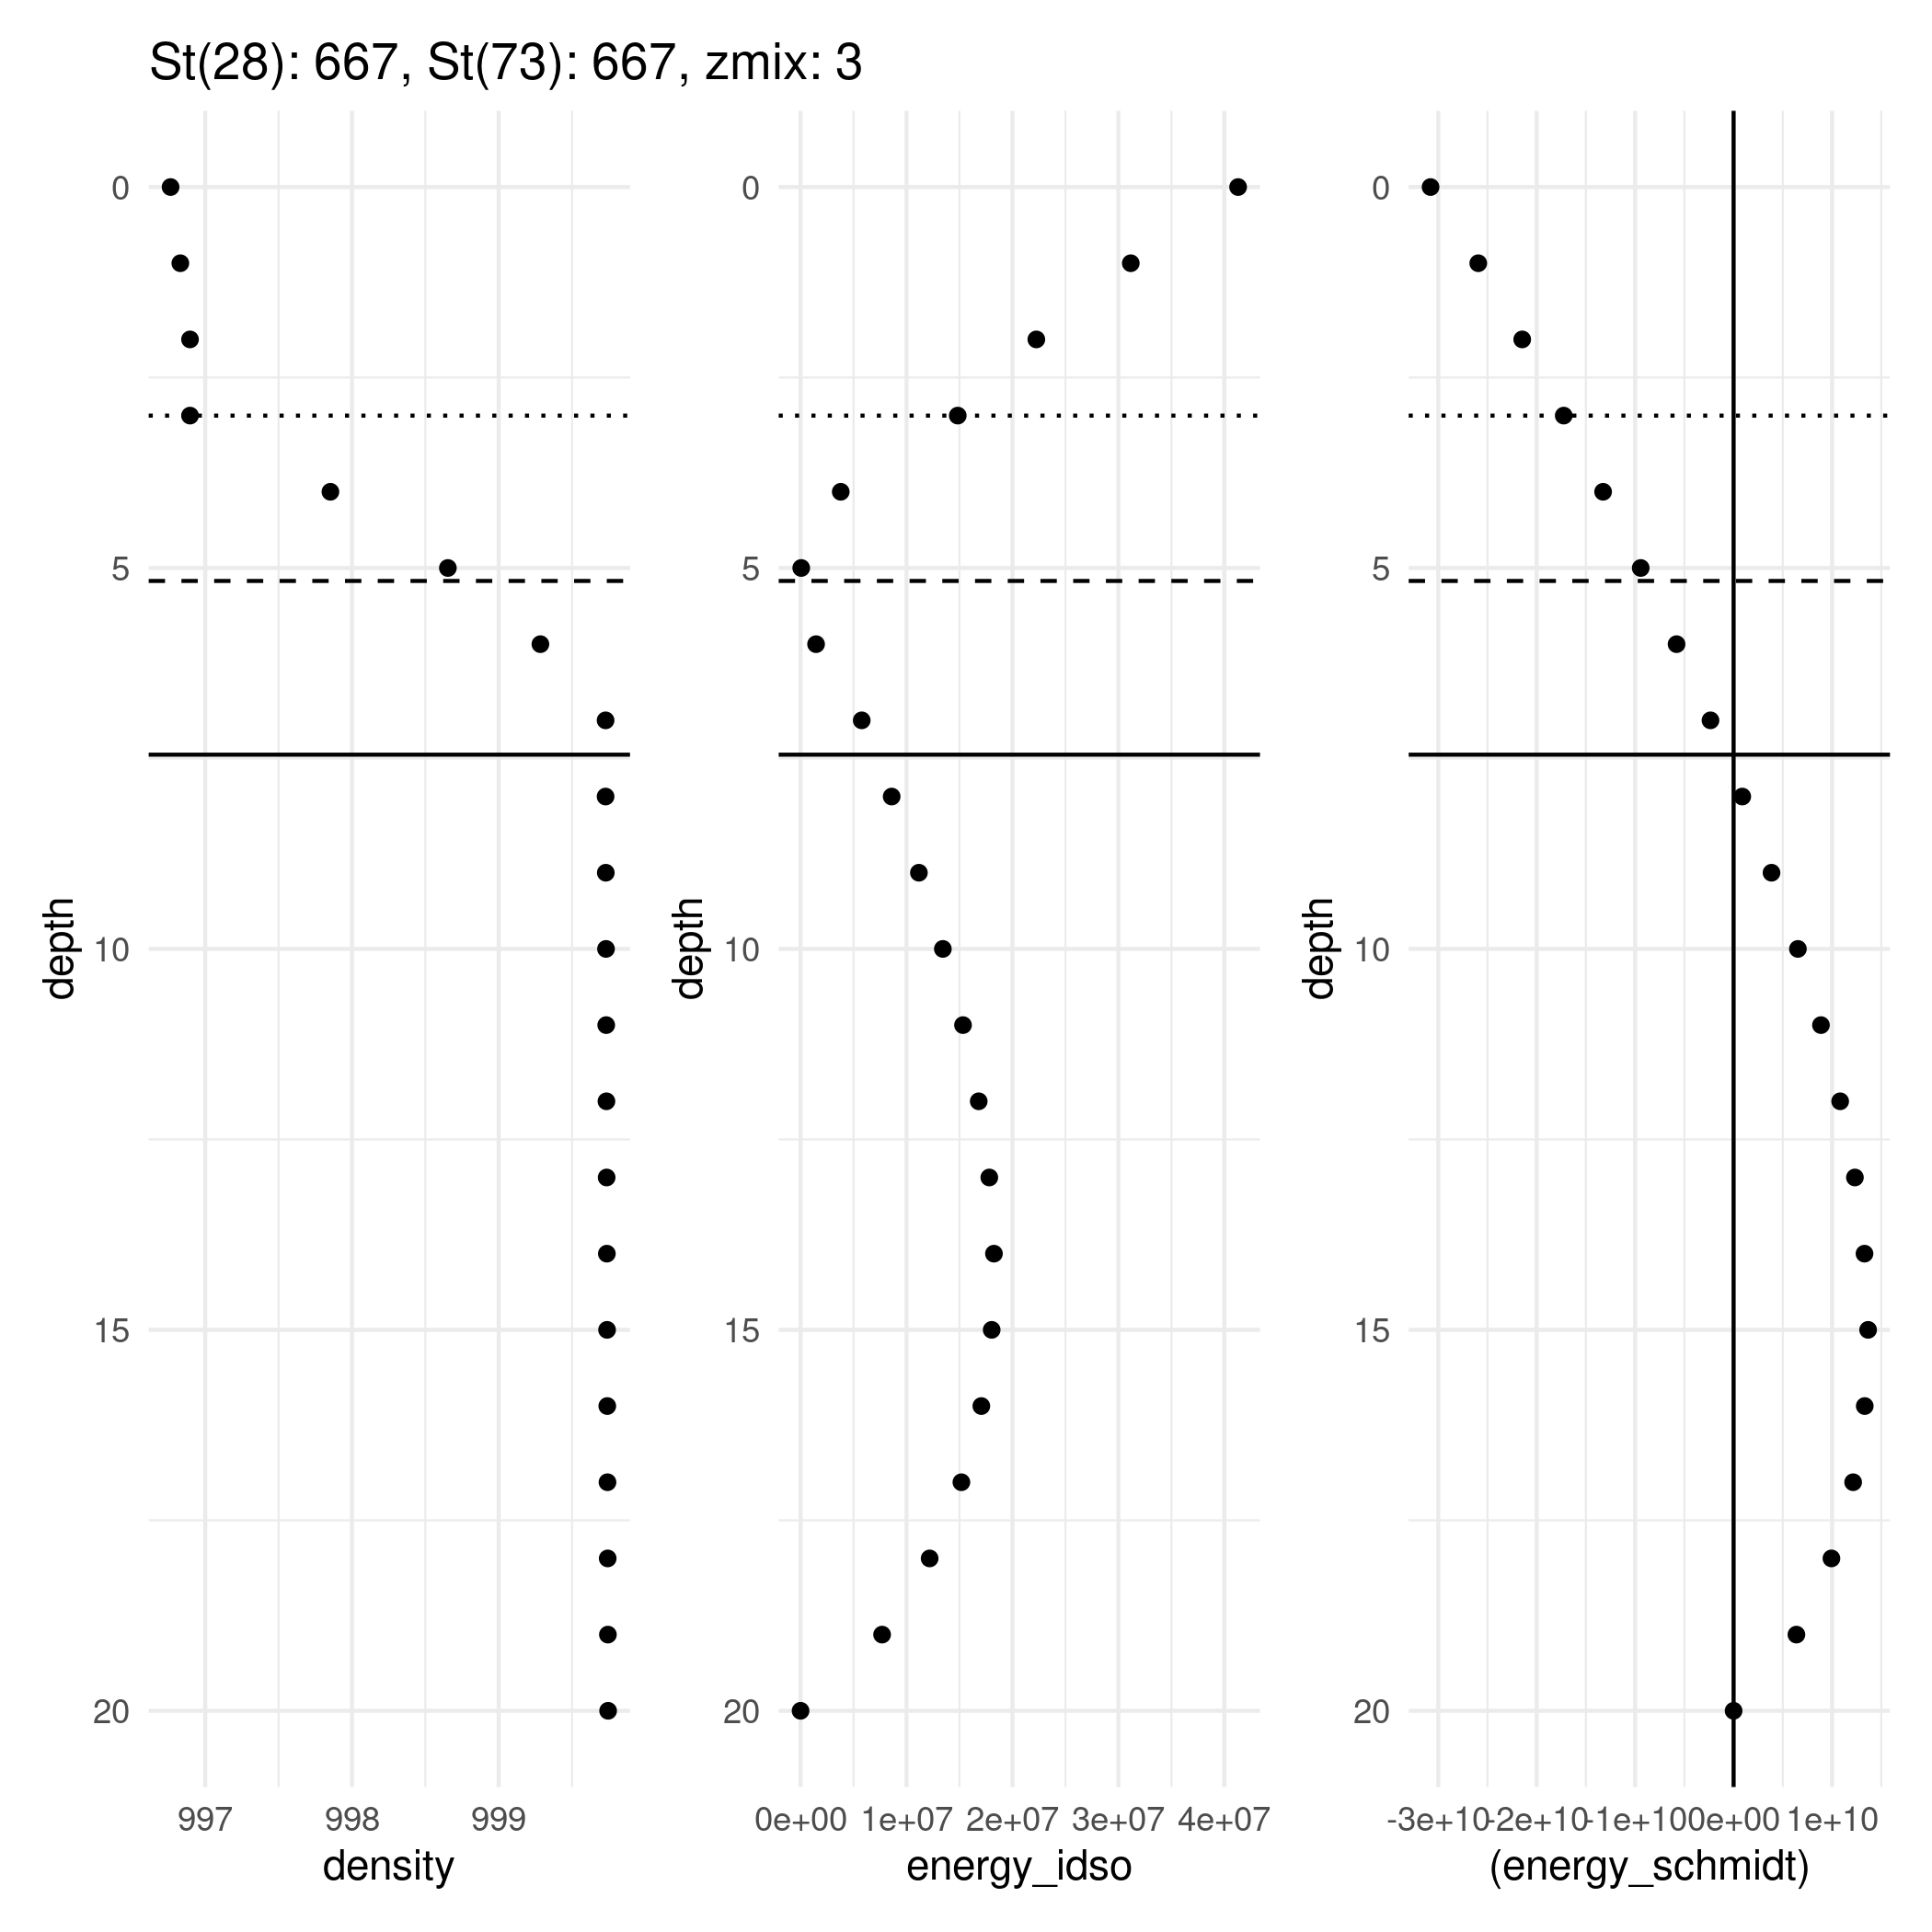 St(28): 667, St(73): 667, zmix: 3
depth
0
5
10
15
20
997 998 999
density
depth
0
5
10
15
20
0e+00 1e+07 2e+07 3e+07 4e+07
energy_idso
depth
0
5
10
15
20
-3e+10 -2e+10 -1e+10 0e+00 1e+10
(energy_schmidt)